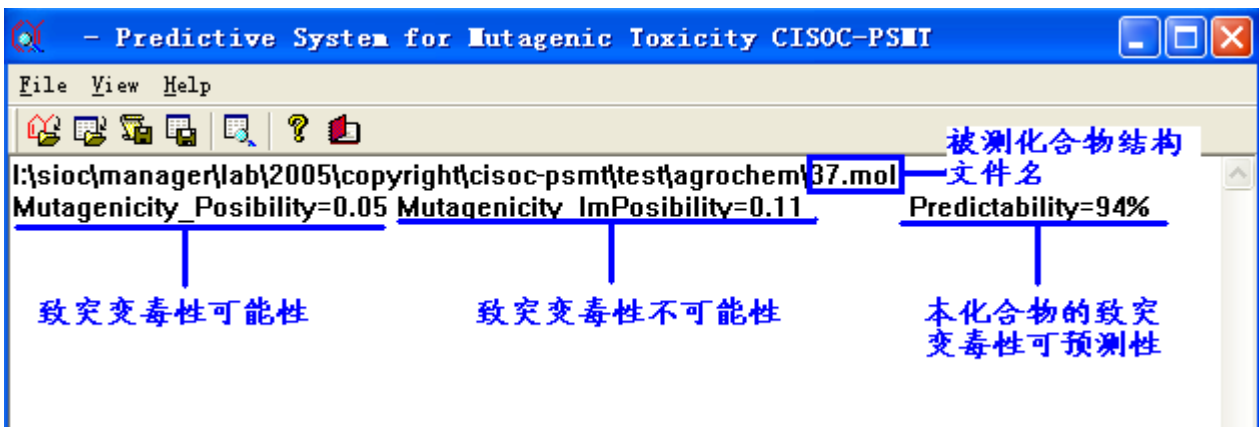 - Predictive System for Mutagenic Toxicity CISOC-PSMT
File View Help
被测化合物结构
文件名
I:\sioc\manager\lab\2005\copyright\cisoc-psmt\test\agrochem\37.mol
Mutagenicity_Posibility=0.05 Mutagenicity_ImPosibility=0.11 Predictability=94%
致突变毒性可能性
致突变毒性不可能性
本化合物的致突
变毒性可预测性